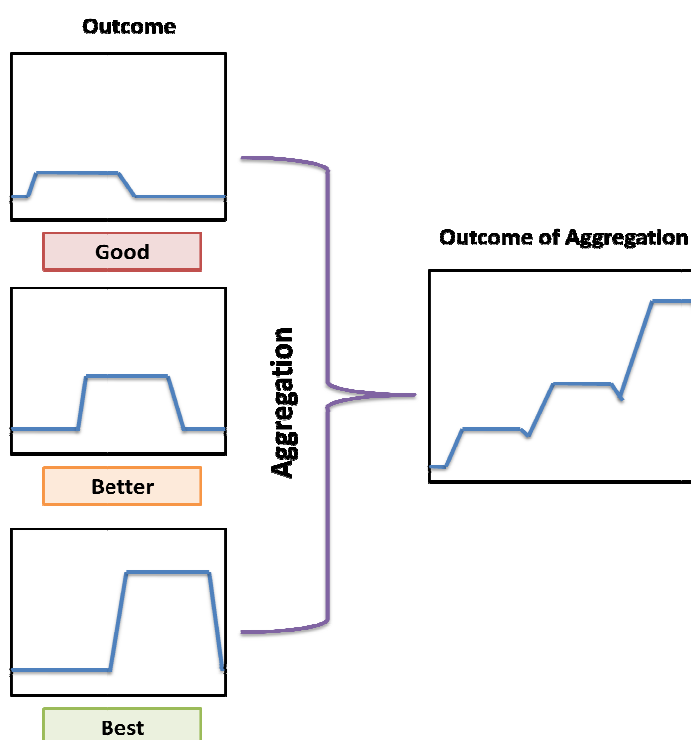 Outcome
Good
Outcome of Aggregation
Aggregation
Better
Best